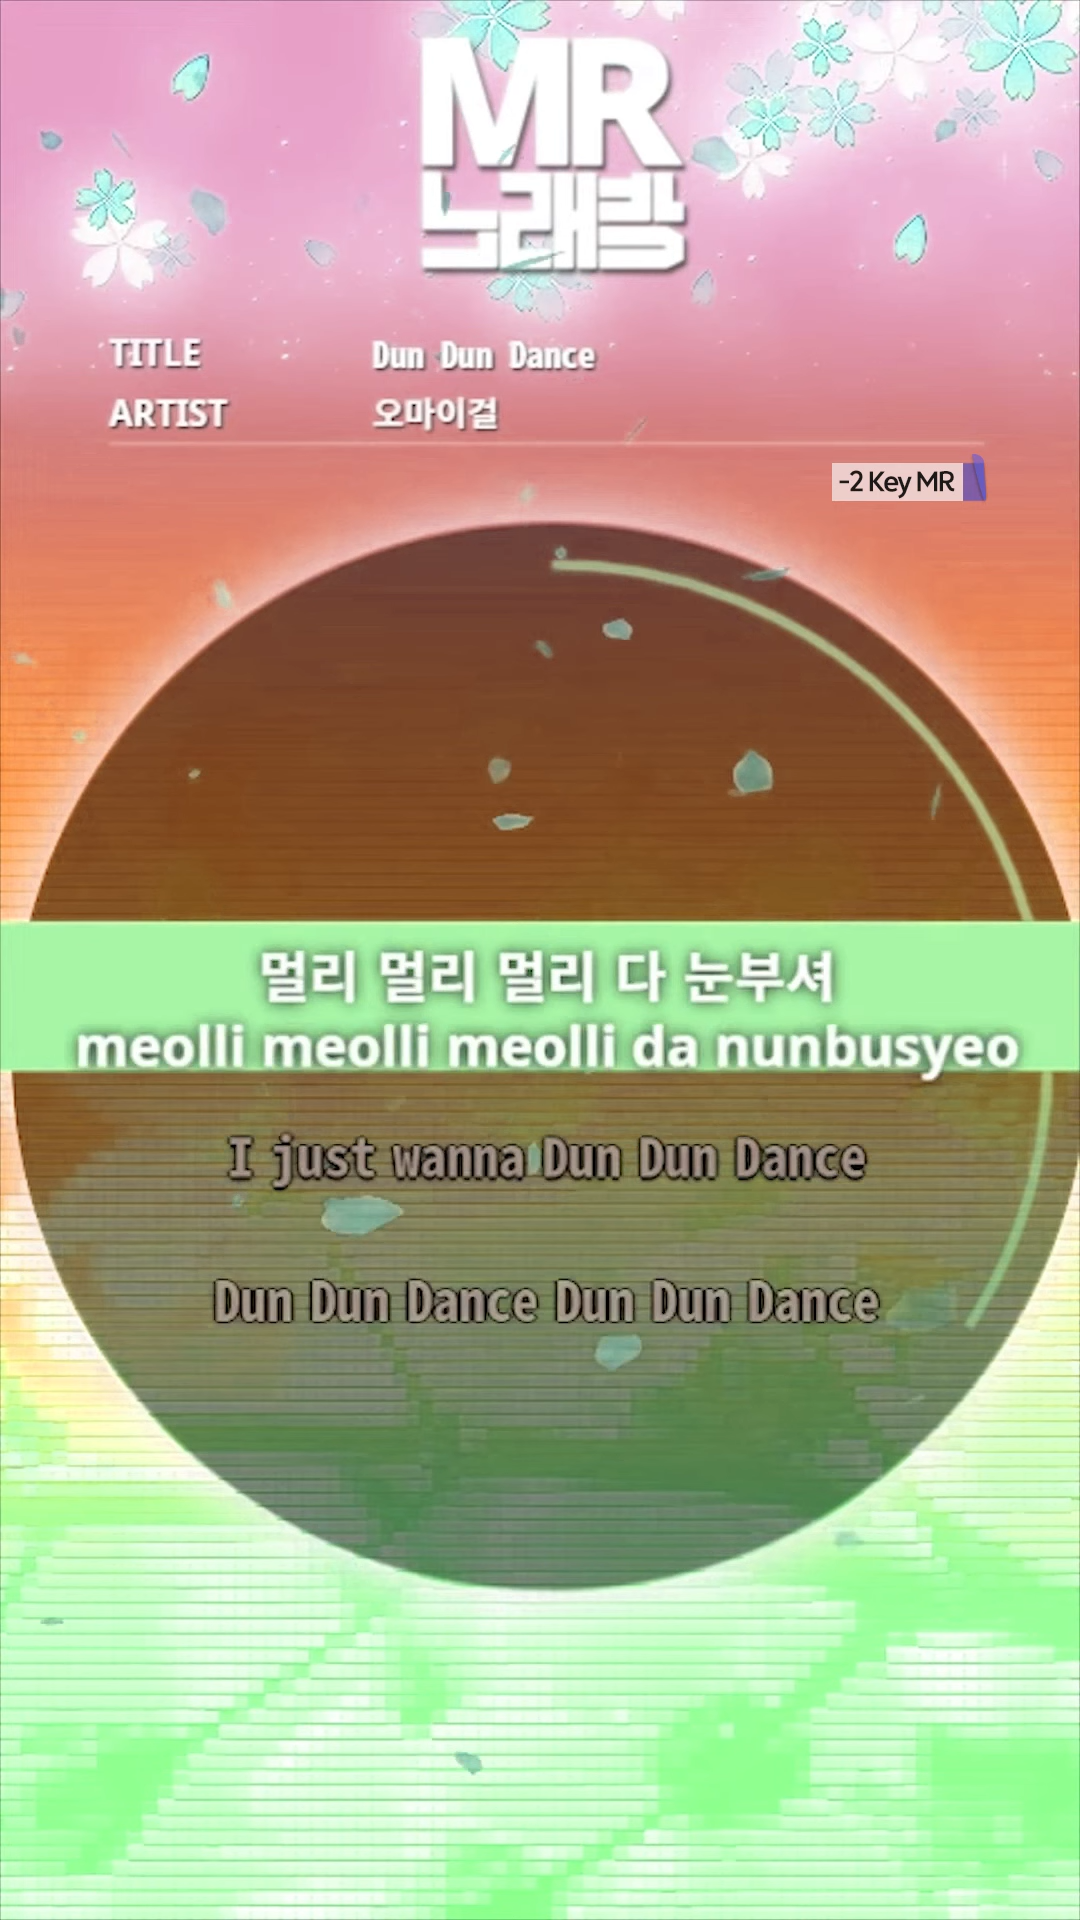 MR
노래방
TITLE Dun Dun Dance
ARTIST 오마이걸
-2 Key MR
멀리 멀리 멀리 다 눈부셔
meolli meolli meolli da nunbusyeo
I just wanna Dun Dun Dance
Dun Dun Dance Dun Dun Dance